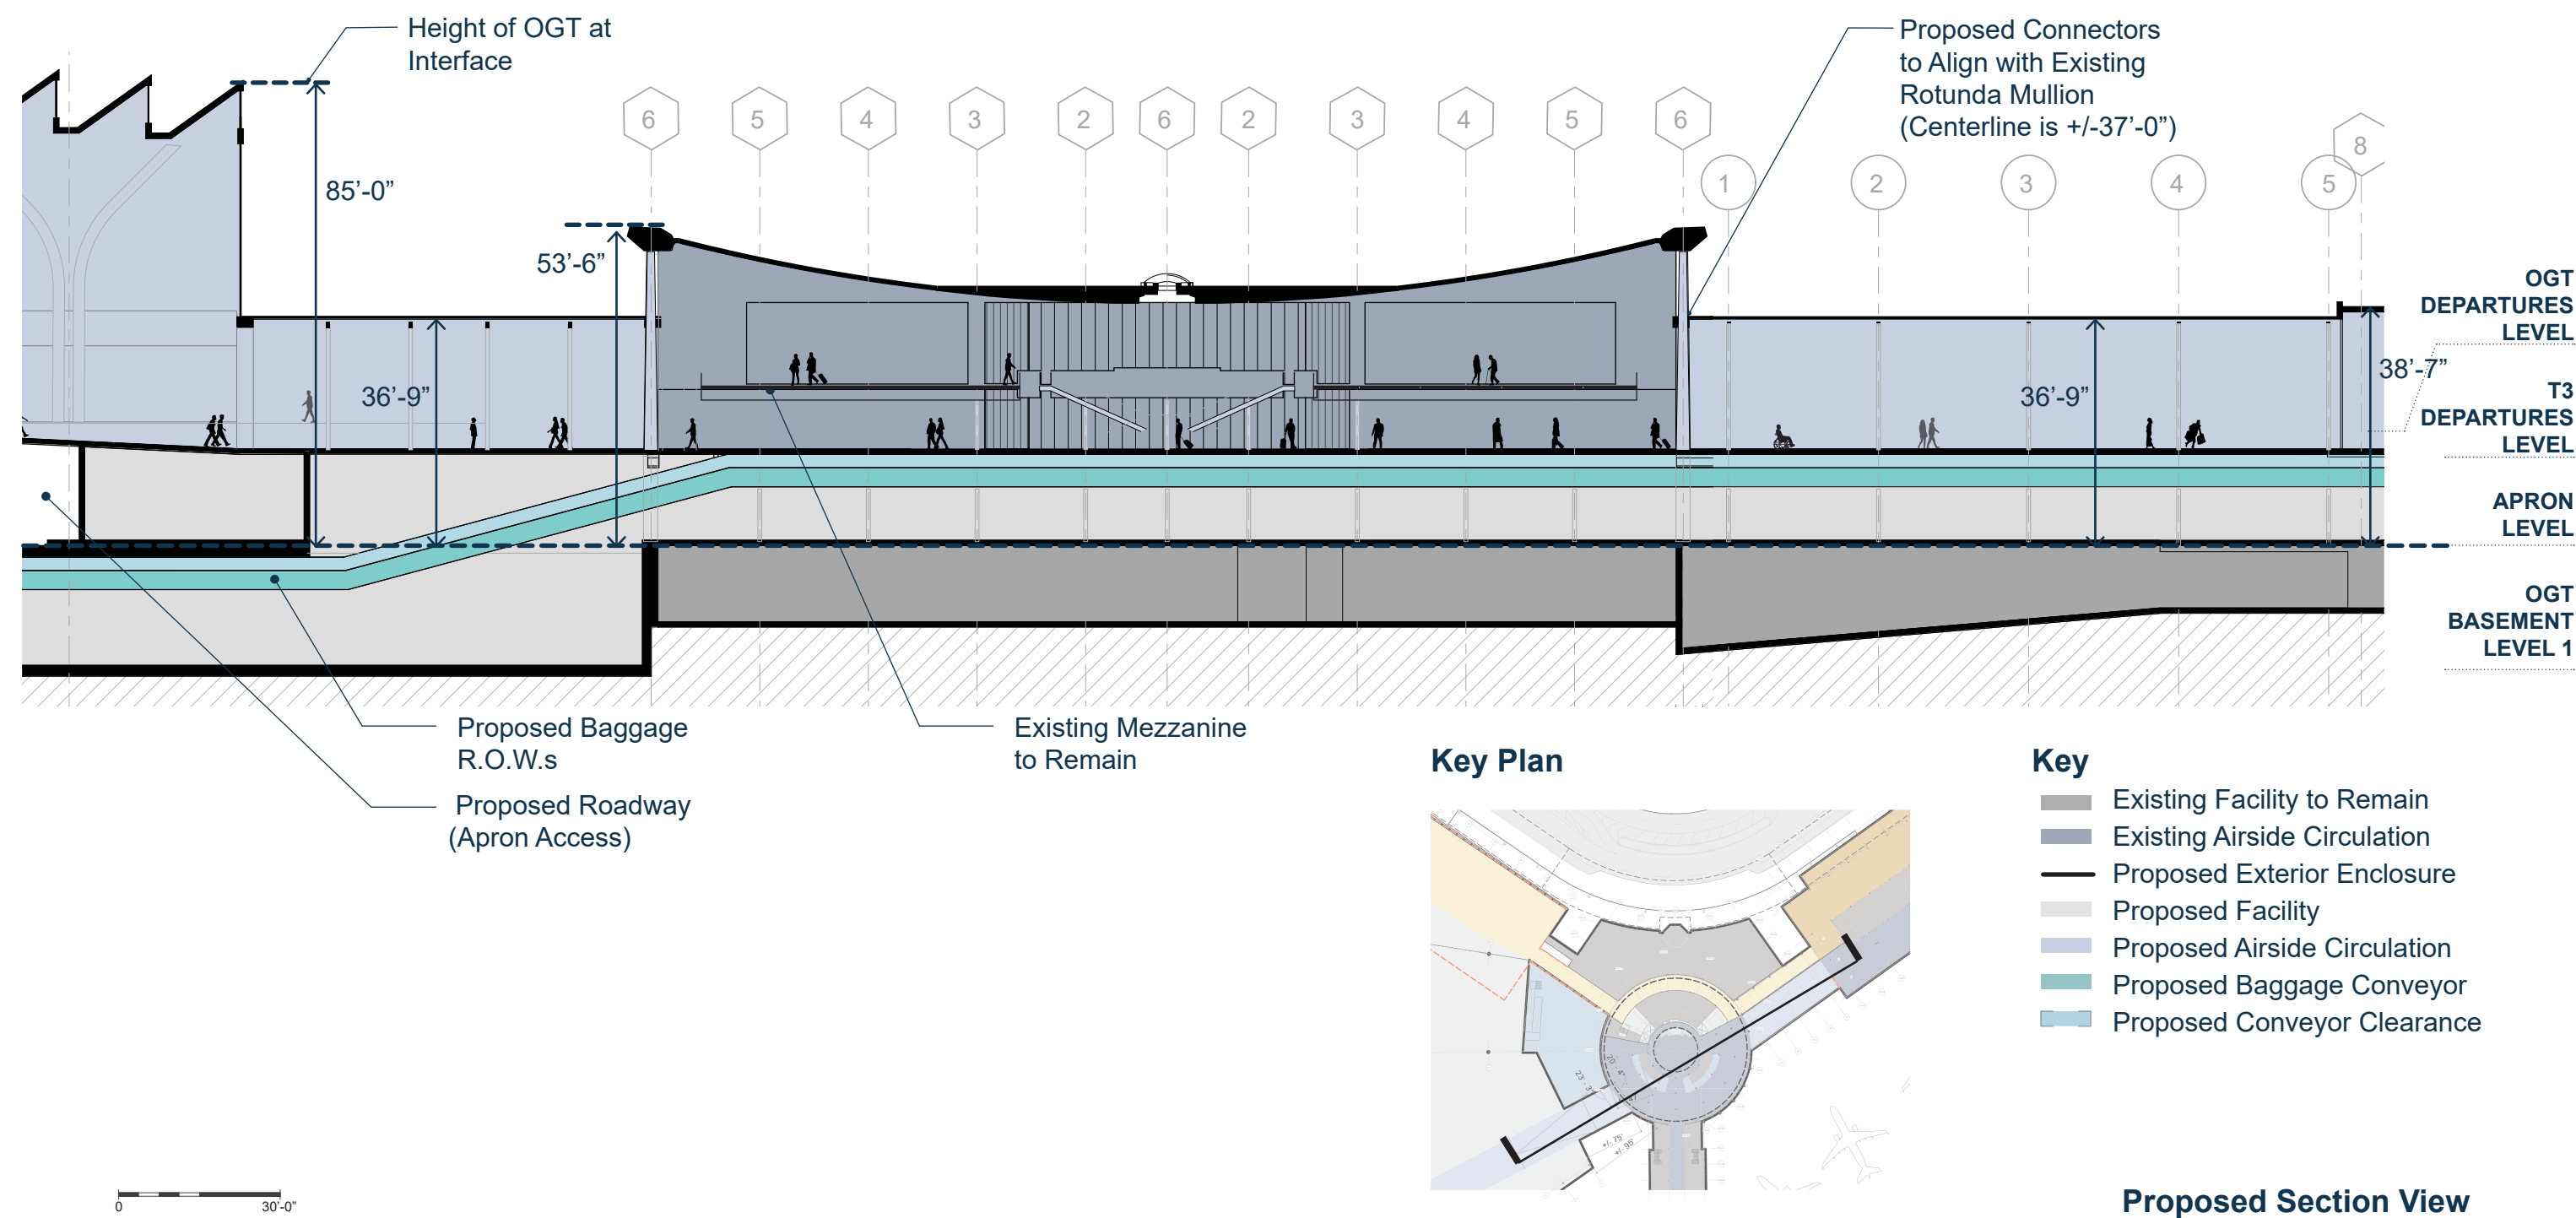 Height of OGT at
Interface
Proposed Connectors
to Align with Existing
Rotunda Mullion
(Centerline is +/-37’-0”)
6
5
4
3
2
6
2
3
4
5
6
8
1
2
3
4
5
85’-0”
53’-6”
36’-9”
36’-9”
38’-7”
OGT
DEPARTURES
LEVEL
T3
DEPARTURES
LEVEL
APRON
LEVEL
OGT
BASEMENT
LEVEL 1
Proposed Baggage
R.O.W.s
Proposed Roadway
(Apron Access)
Existing Mezzanine
to Remain
Key Plan
20'- 4"
+/- 75'
+/- 95'
Key
Existing Facility to Remain
Existing Airside Circulation
Proposed Exterior Enclosure
Proposed Facility
Proposed Airside Circulation
Proposed Baggage Conveyor
Proposed Conveyor Clearance
0
30’-0”
Proposed Section View